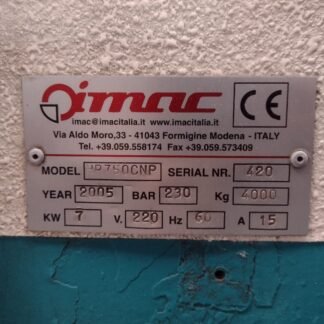 imac CE
imac@imacitalia.it www.imacitalia.it
Via Aldo Moro,33 - 41043 Formigine Modena - ITALY
Tel. +39.059.558174 Fax +39.059.573409
MODEL SERIAL NR. 420
YEAR 2005 BAR 230 Kg 4000
KW 7 V. 220 Hz 60 A 15